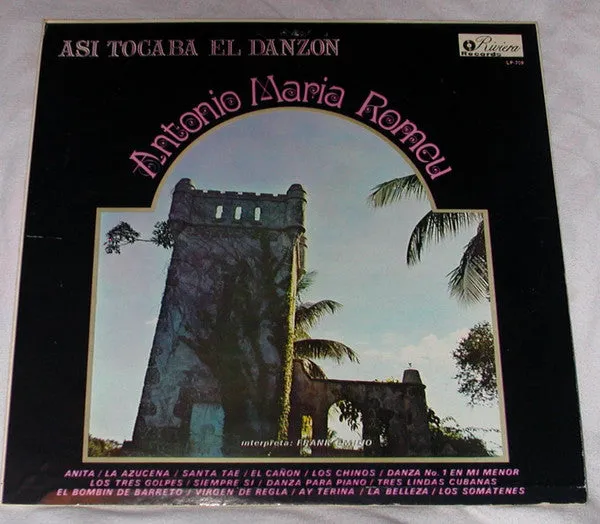 ASI TOCABA EL DANZON
Riviera
Records
LP-709
Antonio Maria Romeu
interpreta: FRANK EMILIO
ANITA / LA AZUCENA / SANTA TAE / EL CAÑON / LOS CHINOS / DANZA No. 1 EN MI MENOR
LOS TRES GOLPES / SIEMPRE SI / DANZA PARA PIANO / TRES LINDAS CUBANAS
EL BOMBIN DE BARRETO / VIRGEN DE REGLA / AY TERINA / LA BELLEZA / LOS SOMATENES